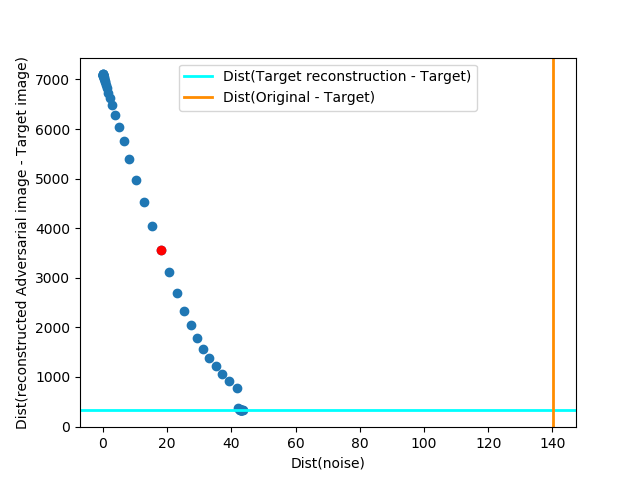 Dist(Target reconstruction - Target)
Dist(Original - Target)
7000
6000
5000
4000
3000
2000
1000
0
Dist(reconstructed Adversarial image - Target image)
0 20 40 60 80 100 120 140
Dist(noise)